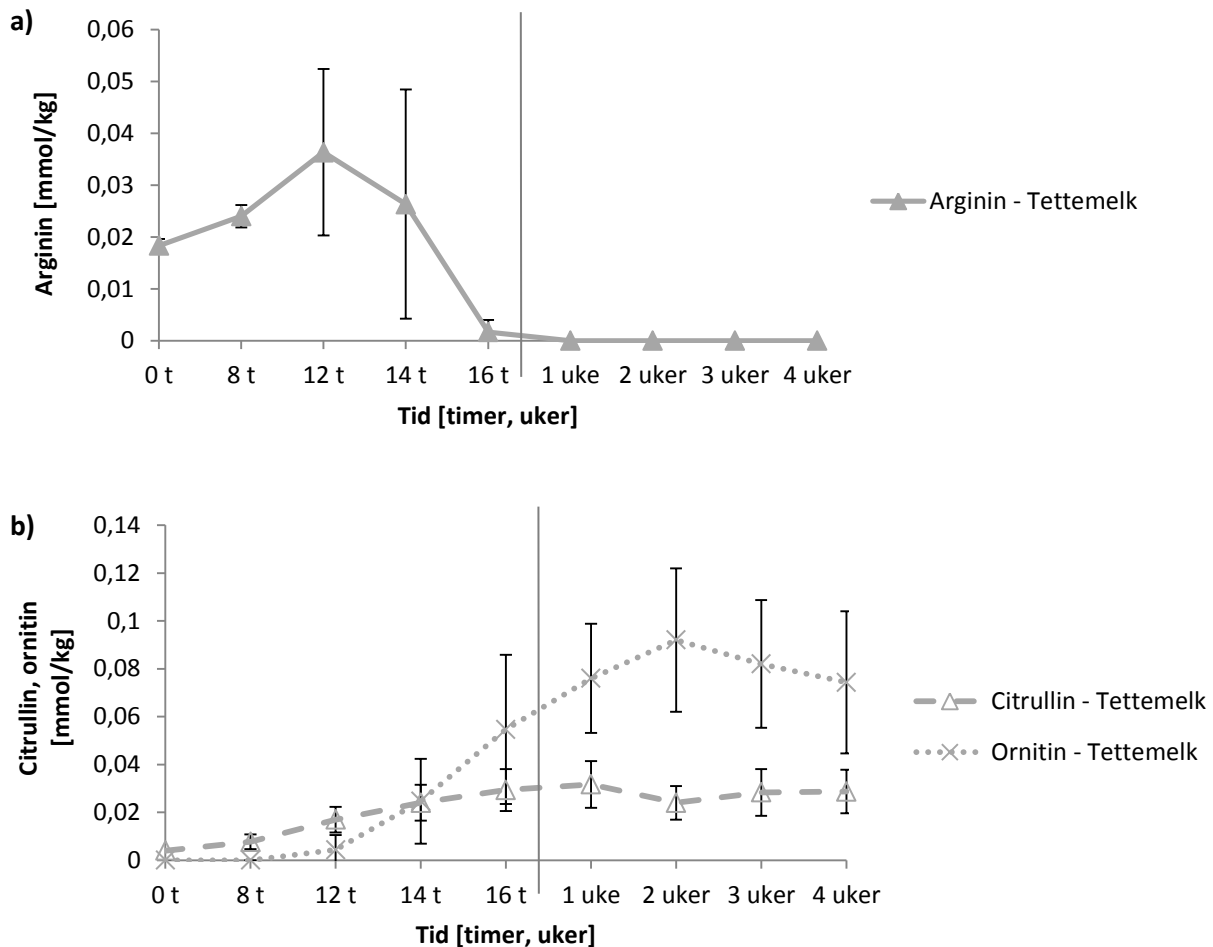 a)
0,06
0,05
0,04
0,03
0,02
0,01
0
Arginin [mmol/kg]
0 t 8 t 12 t 14 t 16 t 1 uke 2 uker 3 uker 4 uker
Tid [timer, uker]
Arginin - Tettemelk
b)
0,14
0,12
0,1
0,08
0,06
0,04
0,02
0
Citrullin, ornitin
[mmol/kg]
0 t 8 t 12 t 14 t 16 t 1 uke 2 uker 3 uker 4 uker
Tid [timer, uker]
Citrullin - Tettemelk
Ornitin - Tettemelk